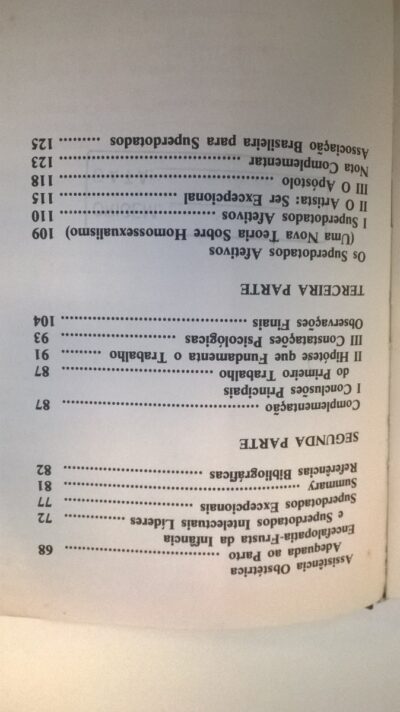 Assistência Obstétrica
Adequada ao Parto .................... 68
Encefalopatia-Frusta da Infância
e Superdotados Intelectuais Líderes ......... 72
Superdotados Excepcionais ................. 77
Summary ............................ 81
Referências Bibliográficas ................. 82
SEGUNDA PARTE
Complementação ........................ 87
I Conclusões Principais
do Primeiro Trabalho ................. 87
II Hipótese que Fundamenta o Trabalho ....... 91
III Constatações Psicológicas ............... 93
Observações Finais ...................... 104
TERCEIRA PARTE
Os Superdotados Afetivos
(Uma Nova Teoria Sobre Homossexualismo) 109
I Superdotados Afetivos ................. 110
II O Artista: Ser Excepcional ............. 115
III O Apóstolo ......................... 118
Nota Complementar ...................... 123
Associação Brasileira para Superdotados ......... 125